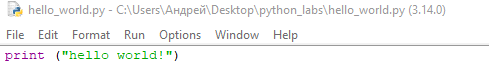 hello_world.py - C:\Users\Андрей\Desktop\python_labs\hello_world.py (3.14.0)
File Edit Format Run Options Window Help
print ("hello world!")